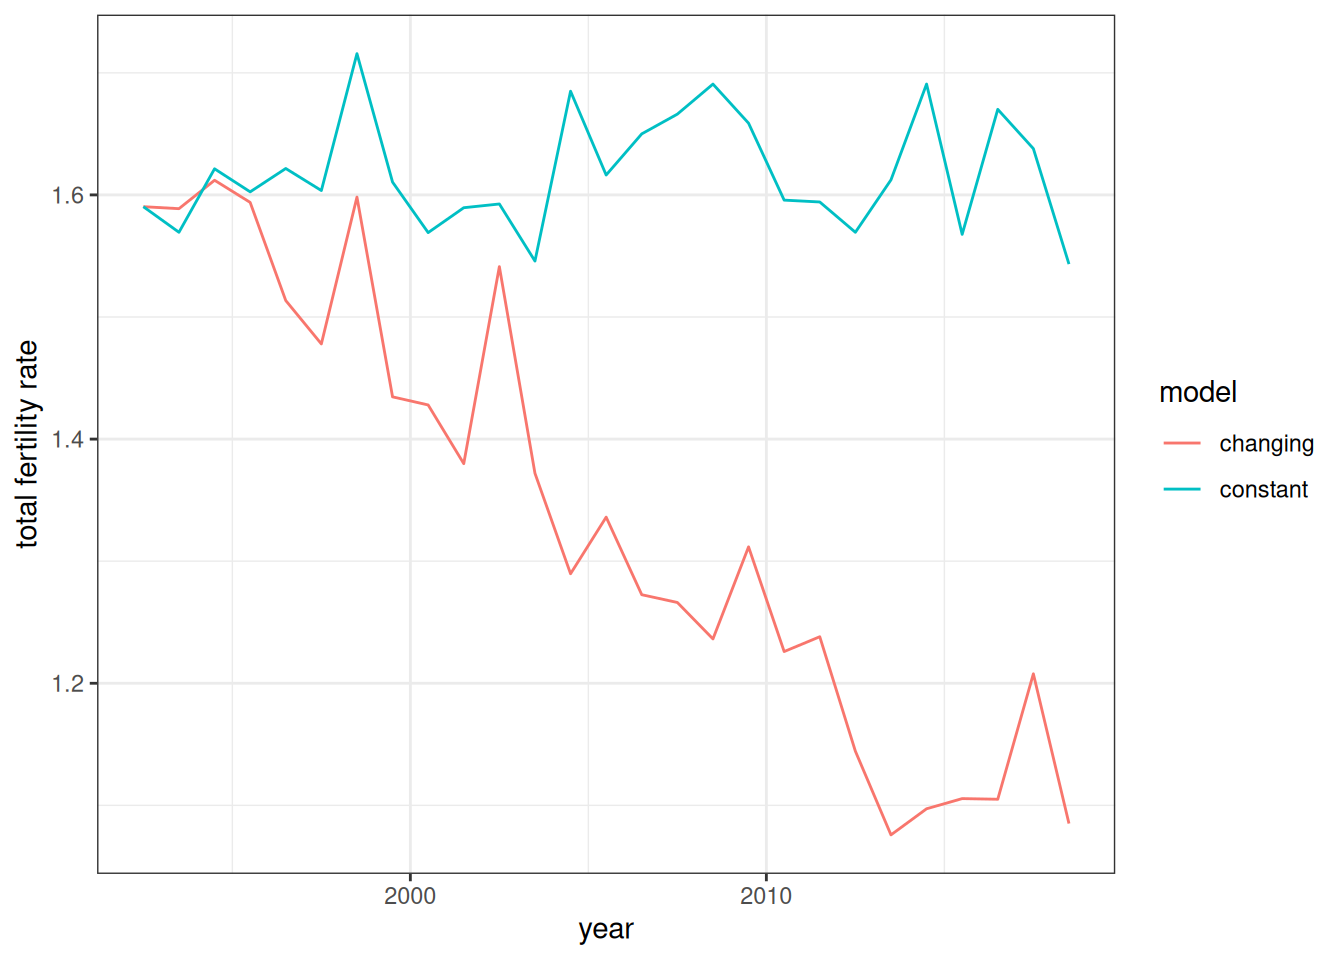 1.6
1.4
1.2
total fertility rate
2000
2010
year
model
changing
constant